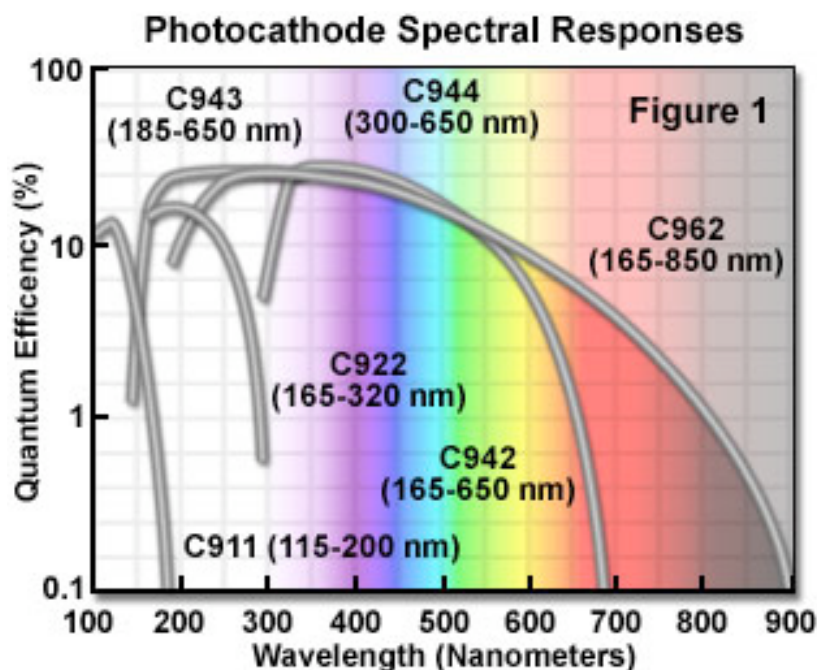 Photocathode Spectral Responses
100
10
1
0.1
Quantum Efficency (%)
C943
(185-650 nm)
C944
(300-650 nm)
Figure 1
C962
(165-850 nm)
C922
(165-320 nm)
C942
(165-650 nm)
C911 (115-200 nm)
100 200 300 400 500 600 700 800 900
Wavelength (Nanometers)